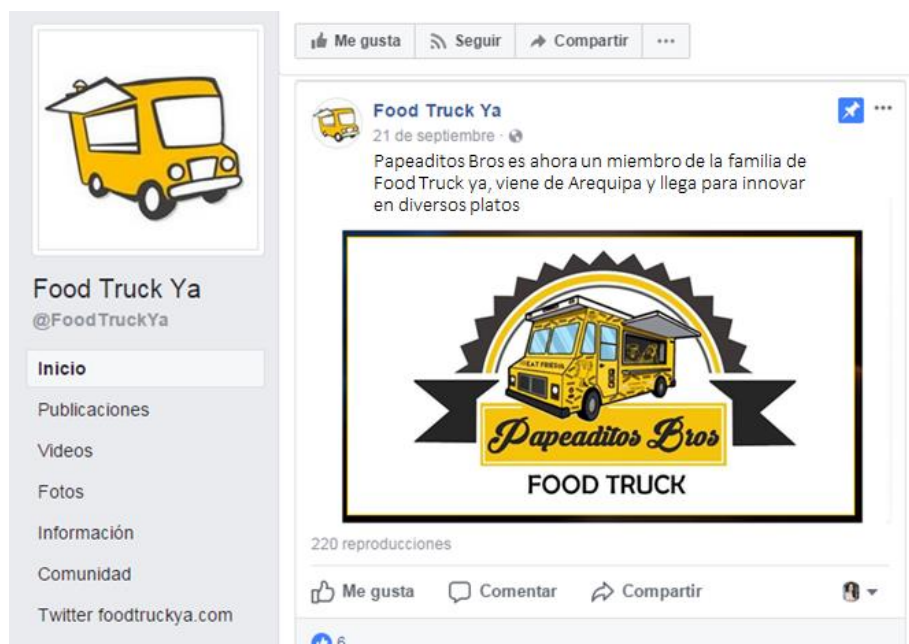 Me gusta Seguir Compartir ...
Food Truck Ya
21 de septiembre ·
Papeaditos Bros es ahora un miembro de la familia de
Food Truck ya, viene de Arequipa y llega para innovar
en diversos platos
Papeaditos Bros
FOOD TRUCK
220 reproducciones
Me gusta Comentar Compartir
6
Food Truck Ya
@FoodTruckYa
Inicio
Publicaciones
Videos
Fotos
Información
Comunidad
Twitter foodtruckya.com